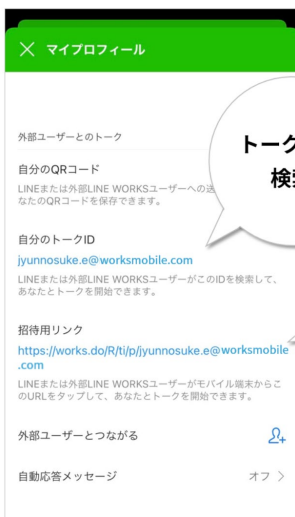 マイプロフィール
トーク
検
外部ユーザーとのトーク
自分のQRコード
LINEまたは外部LINE WORKSユーザーへの送
なたのQRコードを保存できます。
自分のトークID
jyunnosuke.e@worksmobile.com
LINEまたは外部LINE WORKSユーザーがこのIDを検索して、
あなたとトークを開始できます。
招待用リンク
https://works.do/R/ti/p/jyunnosuke.e@worksmobile
.com
LINEまたは外部LINE WORKSユーザーがモバイル端末からこ
のURLをタップして、あなたとトークを開始できます。
外部ユーザーとつながる
自動応答メッセージ オフ